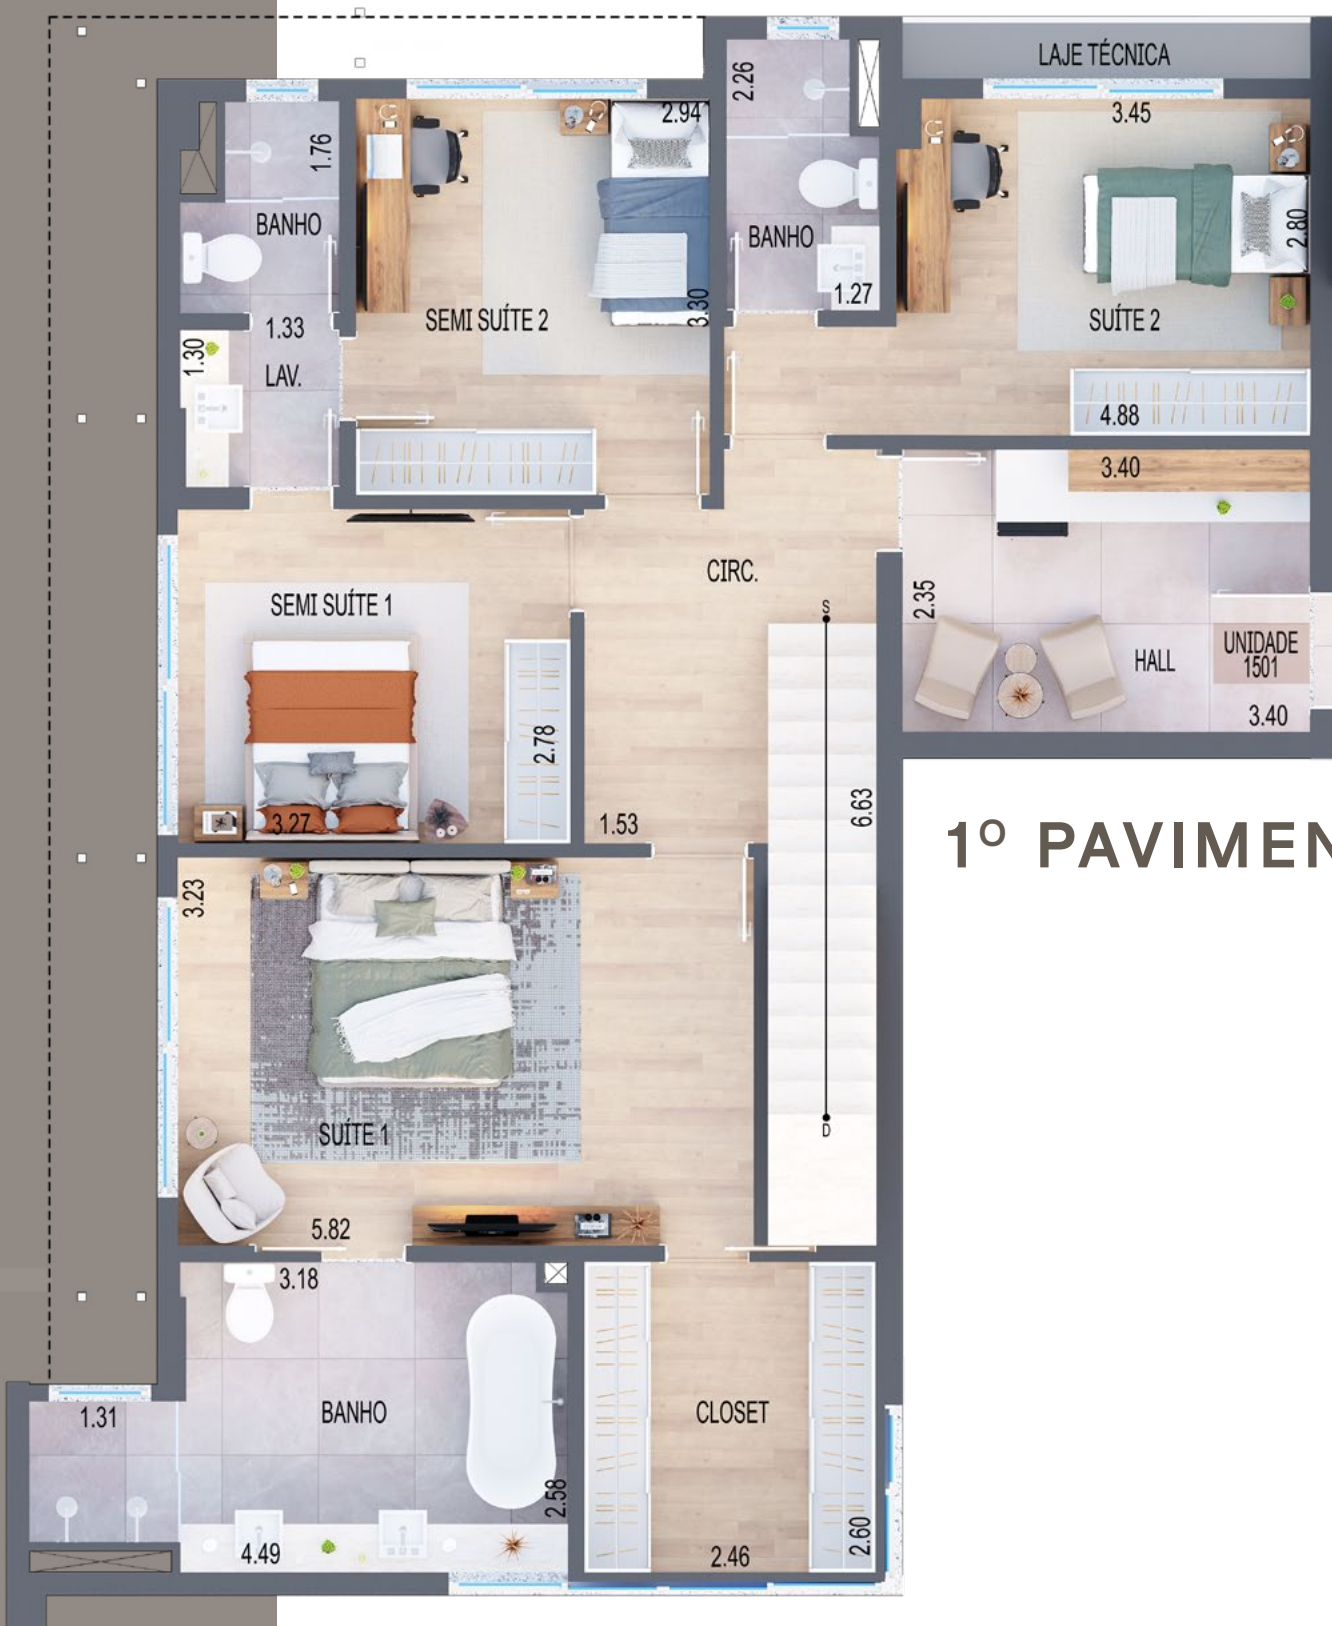 LAJE TÉCNICA
2.26
2.94
3.45
1.76
BANHO
BANHO
2.80
1.27
3.30
SEMI SUÍTE 2
SUÍTE 2
1.33
1.30
LAV.
4.88
3.40
CIRC.
2.35
SEMI SUÍTE 1
S
HALL
UNIDADE
1501
3.40
2.78
3.27
1.53
6.63
1º PAVIMEN
3.23
SUÍTE 1
D
5.82
3.18
1.31
BANHO
CLOSET
2.58
4.49
2.46
2.60